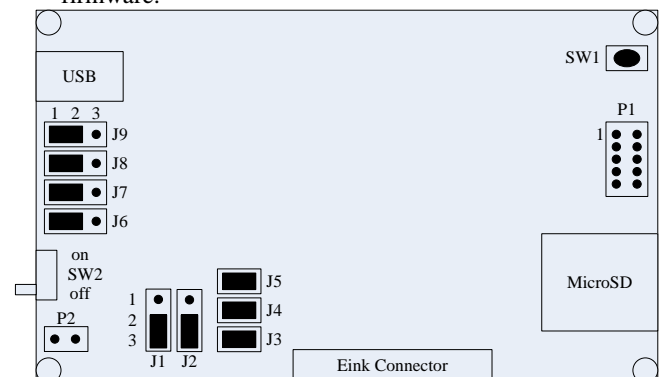 firmware.
SW1
USB
P1
1 2 3
1
J9
J8
J7
J6
on
SW2
off
J5
MicroSD
1
J4
P2
2
3
J3
J1 J2
Eink Connector